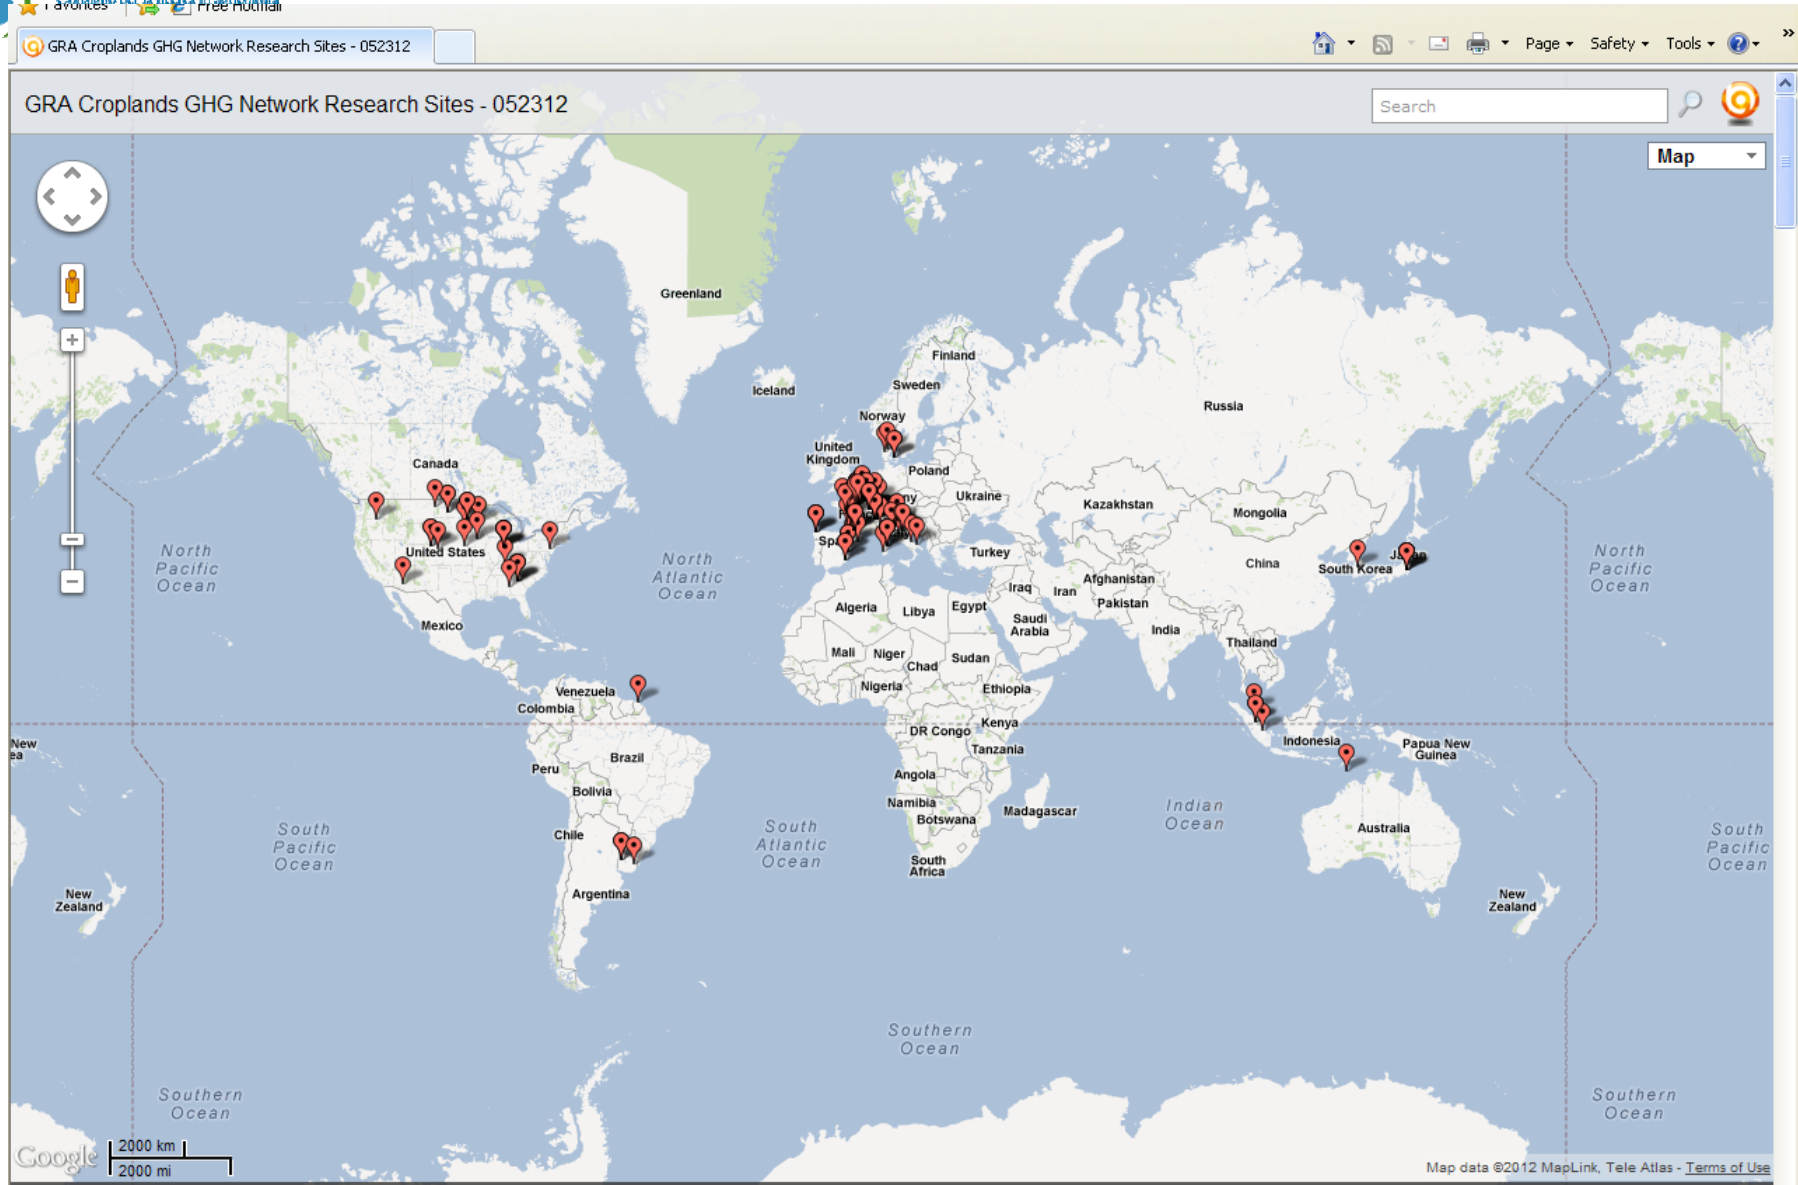 Favorites
Free Hotmail
GRA Croplands GHG Network Research Sites - 052312
Page
Safety
Tools
»
GRA Croplands GHG Network Research Sites - 052312
Search
Map
Greenland
Finland
Iceland
Sweden
Russia
Norway
United
Kingdom
Canada
Poland
Ukraine
Kazakhstan
Mongolia
North
Pacific
Ocean
United States
North
Atlantic
Ocean
Turkey
China
South Korea
North
Pacific
Ocean
Afghanistan
Iraq
Iran
Pakistan
Algeria
Libya
Egypt
Saudi
Arabia
Mexico
India
Thailand
Mali
Niger
Chad
Sudan
Nigeria
Ethiopia
Venezuela
Colombia
Kenya
DR Congo
Tanzania
Indonesia
Papua New
Guinea
New
ea
Brazil
Peru
Bolivia
Angola
Namibia
Botswana
Madagascar
Indian
Ocean
Chile
South
Pacific
Ocean
South
Atlantic
Ocean
Australia
South
Pacific
Ocean
South
Africa
Argentina
New
Zealand
New
Zealand
Southern
Ocean
Southern
Ocean
Southern
Ocean
Google
2000 km
2000 mi
Map data ©2012 MapLink, Tele Atlas - Terms of Use